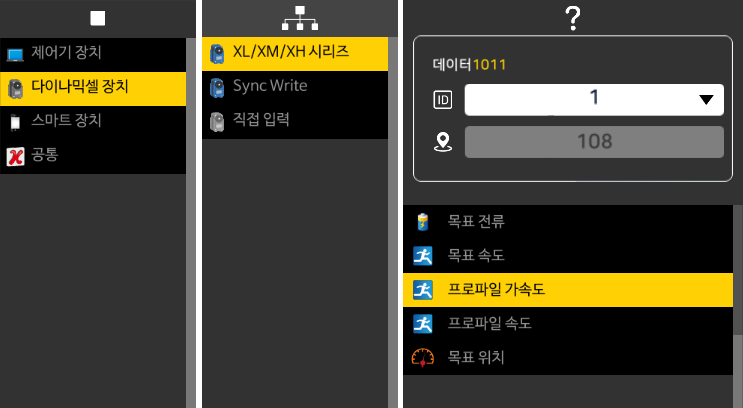 제어기 장치
다이나믹셀 장치
스마트 장치
공통
XL/XM/XH 시리즈
Sync Write
직접 입력
?
데이터1011
ID
1
108
목표 전류
목표 속도
프로파일 가속도
프로파일 속도
목표 위치